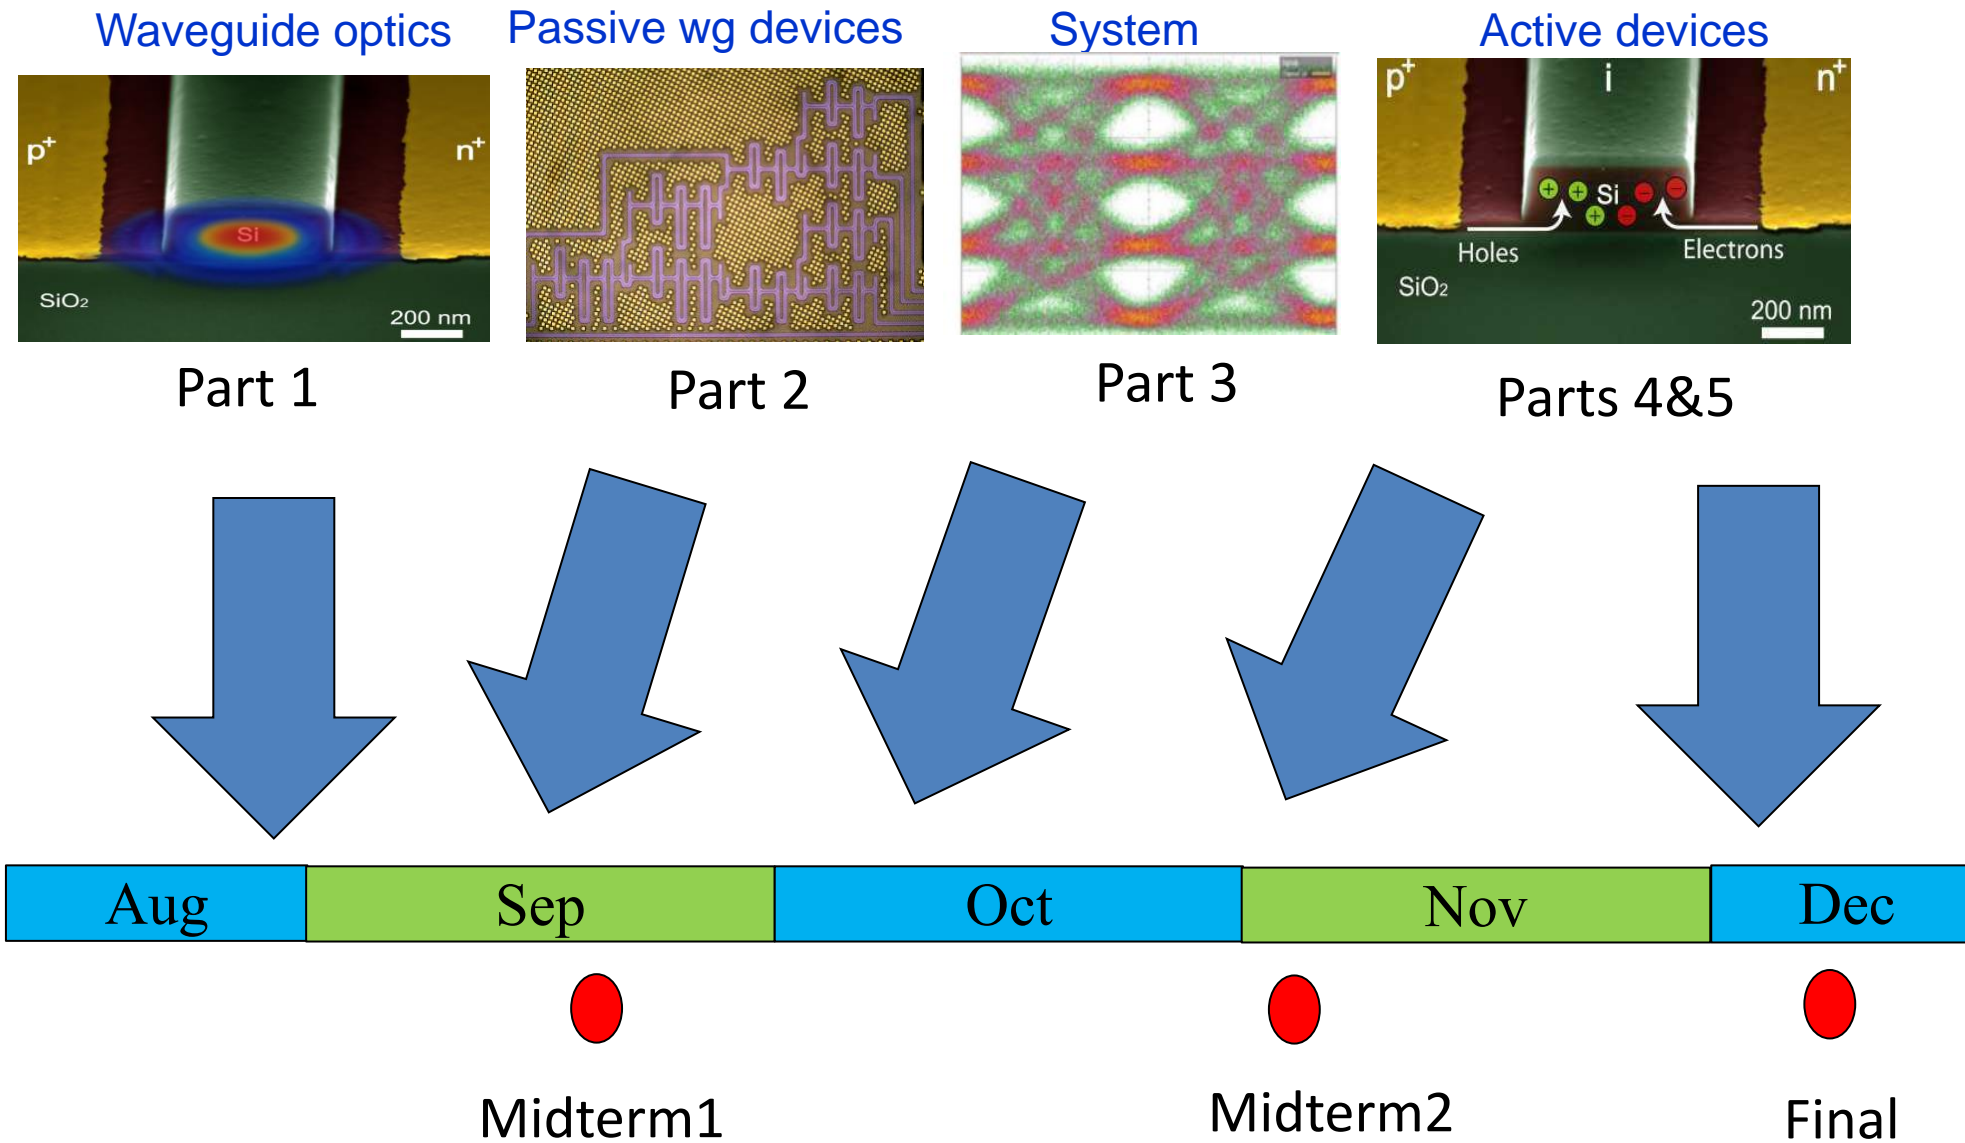 Waveguide optics
Passive wg devices
System
Active devices
p⁺
n⁺
Si
SiO₂
200 nm
p⁺
i
n⁺
Si
Holes
Electrons
SiO₂
200 nm
Part 1
Part 2
Part 3
Parts 4&5
Aug
Sep
Oct
Nov
Dec
Midterm1
Midterm2
Final